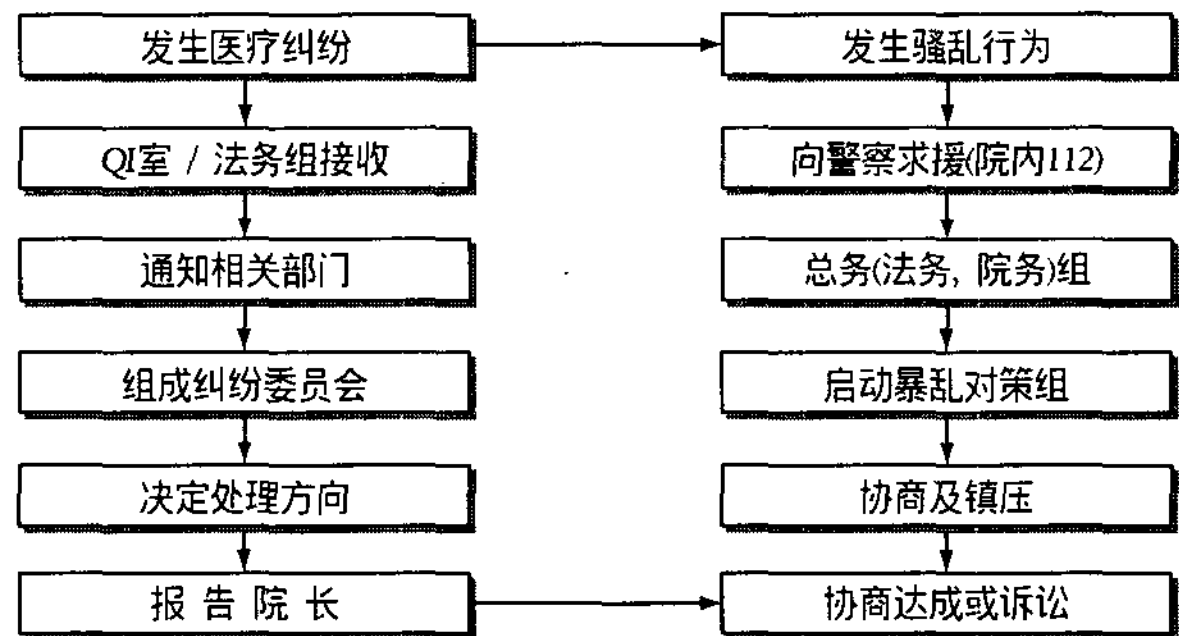 发生医疗纠纷
发生骚乱行为
QI室 / 法务组接收
向警察求援(院内112)
通知相关部门
总务(法务, 院务)组
组成纠纷委员会
启动暴乱对策组
决定处理方向
协商及镇压
报告院长
协商达成或诉讼